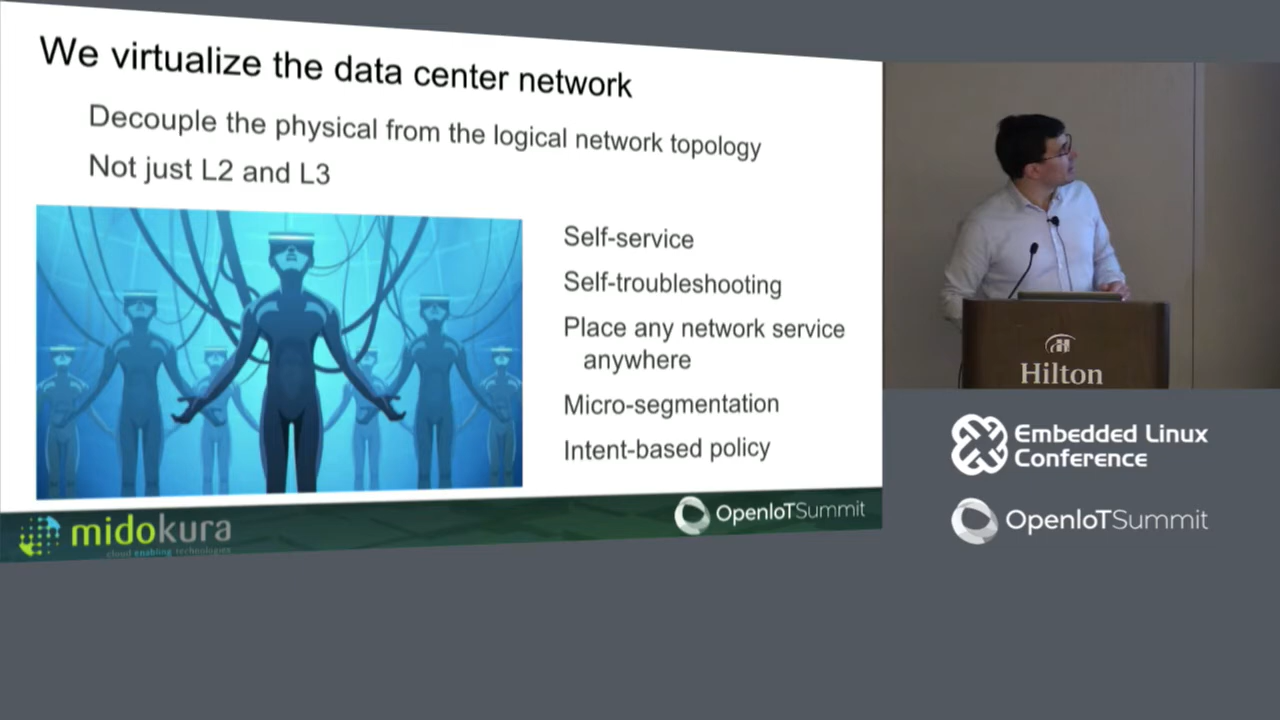 We virtualize the data center network
Decouple the physical from the logical network topology
Not just L2 and L3
Self-service
Self-troubleshooting
Place any network service
anywhere
Micro-segmentation
Intent-based policy
midokura
cloud enabling technologies
OpenIoTSummit
Hilton
Embedded Linux
Conference
OpenIoTSummit